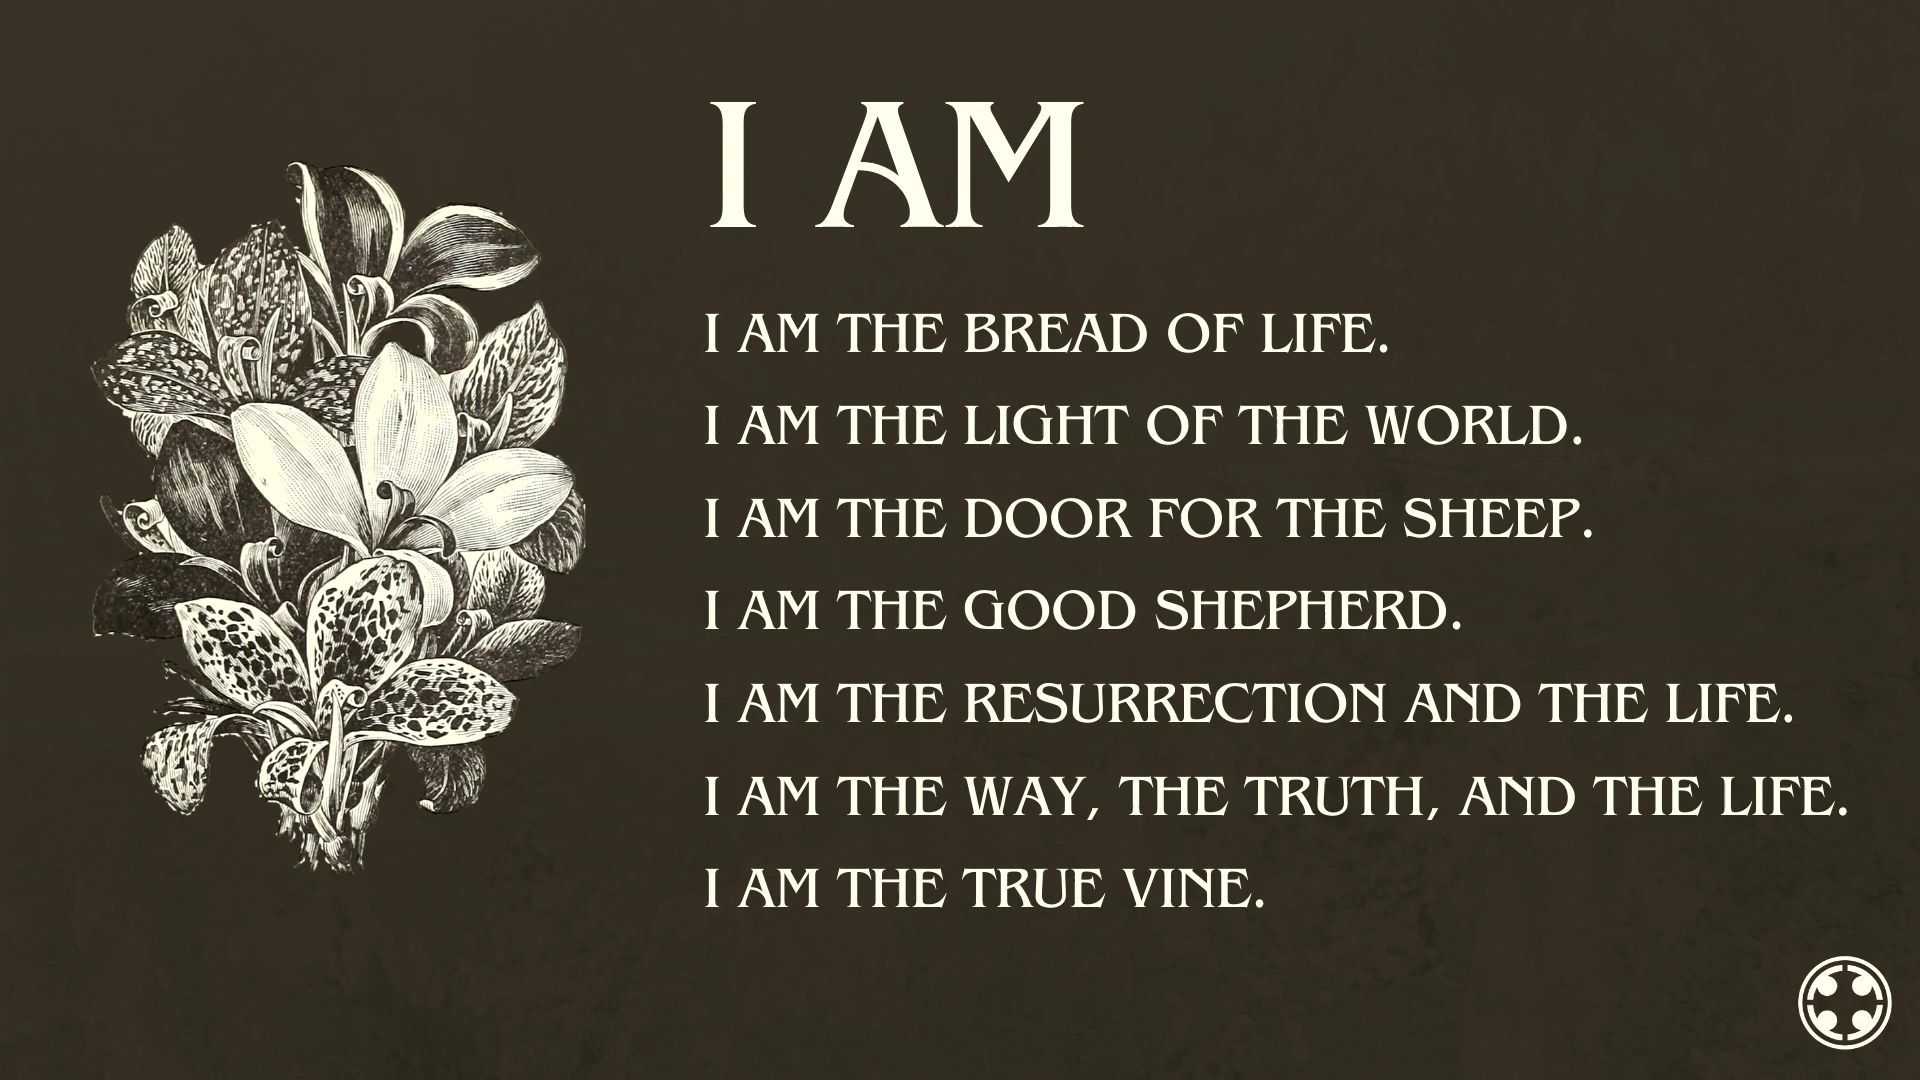 I AM
I AM THE BREAD OF LIFE.
I AM THE LIGHT OF THE WORLD.
I AM THE DOOR FOR THE SHEEP.
I AM THE GOOD SHEPHERD.
I AM THE RESURRECTION AND THE LIFE.
I AM THE WAY, THE TRUTH, AND THE LIFE.
I AM THE TRUE VINE.